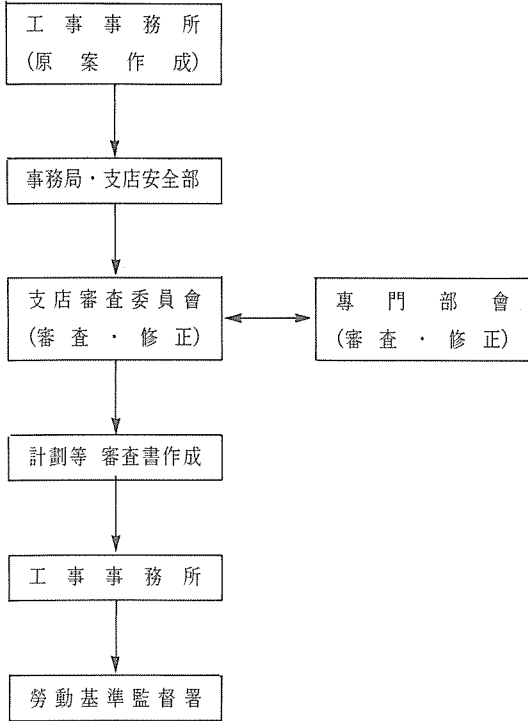 工事事務所
(原案作成)
事務局・支店安全部
支店審査委員會
(審査・修正)
專門部會
(審査・修正)
計劃等 審査書作成
工事事務所
勞動基準監督署